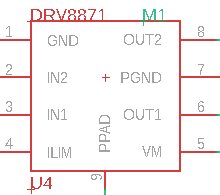 DRV8871 M1
1 GND OUT2 8
2 IN2 PGND 7
3 IN1 OUT1 6
4 ILIM VM 5
PPAD
9
U4